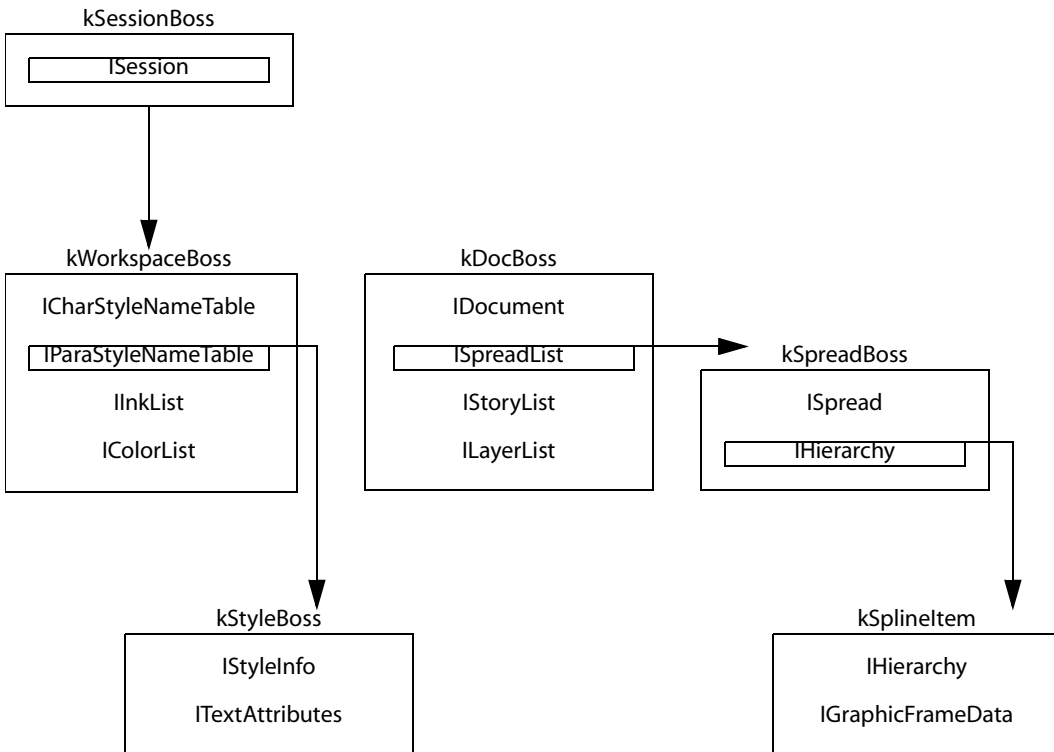 kSessionBoss
ISession
kWorkspaceBoss
ICharStyleNameTable
IParaStyleNameTable
IInkList
IColorList
kDocBoss
IDocument
ISpreadList
IStoryList
ILayerList
kSpreadBoss
ISpread
IHierarchy
kStyleBoss
IStyleInfo
ITextAttributes
kSplineItem
IHierarchy
IGraphicFrameData